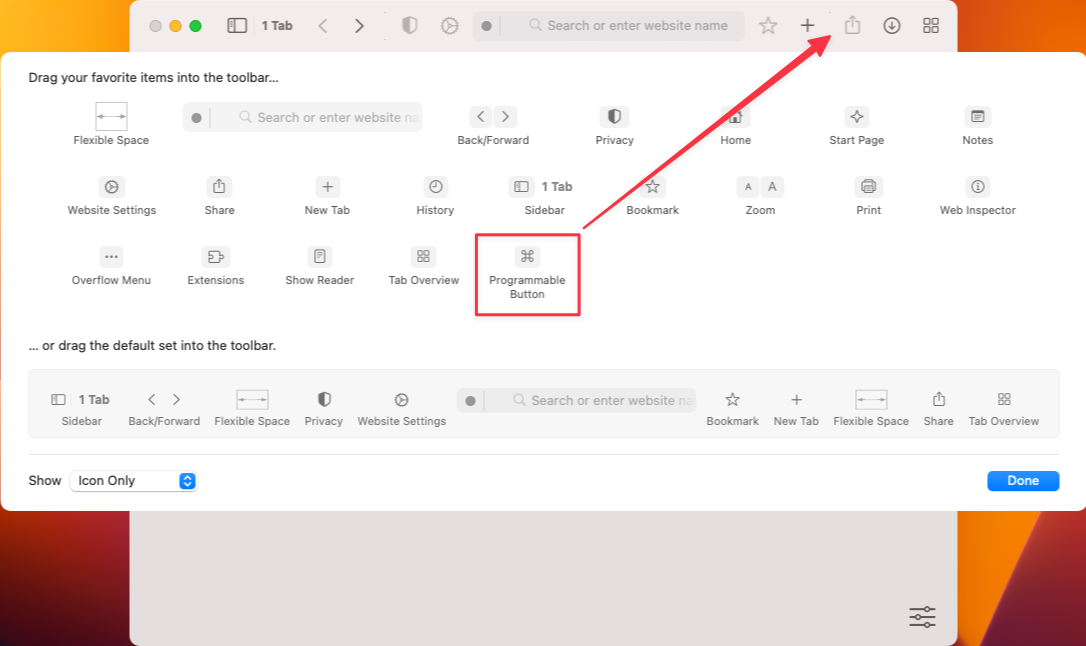 1 Tab
Search or enter website name
Drag your favorite items into the toolbar...
Search or enter website na
Flexible Space
Back/Forward
Privacy
Home
Start Page
Notes
1 Tab
A A
Website Settings
Share
New Tab
History
Sidebar
Bookmark
Zoom
Print
Web Inspector
Overflow Menu
Extensions
Show Reader
Tab Overview
Programmable
Button
... or drag the default set into the toolbar.
1 Tab
Search or enter website na
Sidebar
Back/Forward
Flexible Space
Privacy
Website Settings
Bookmark
New Tab
Flexible Space
Share
Tab Overview
Show
Icon Only
Done